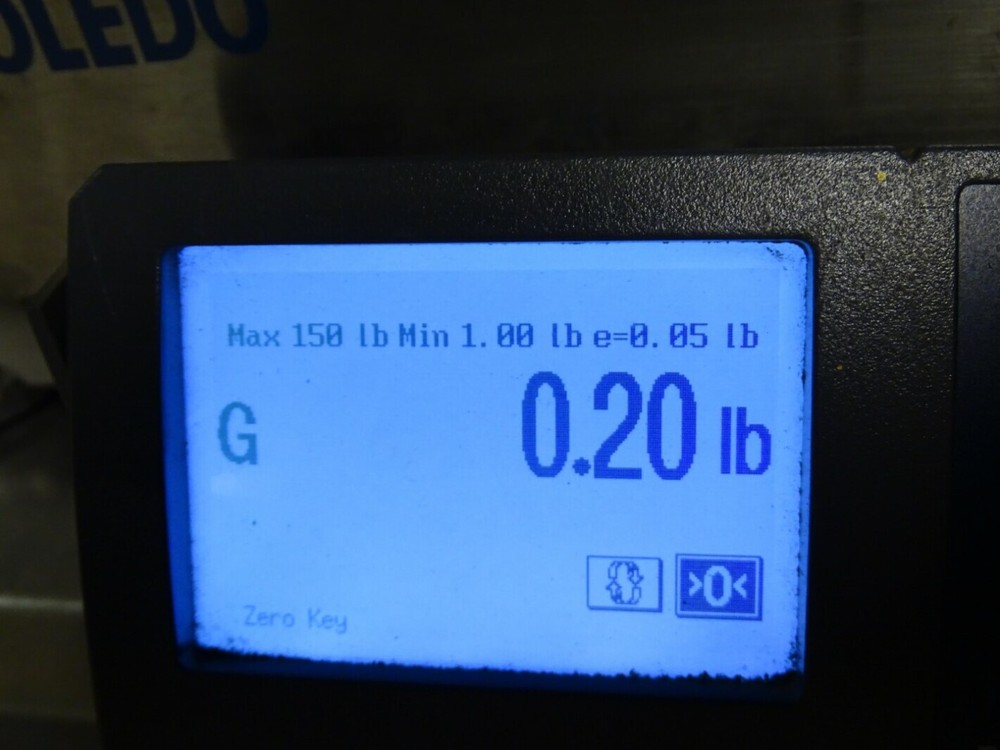 OLEDO
Max 150 lb Min 1.00 lb e=0.05 lb
G 0.20 lb
>0<
Zero Key